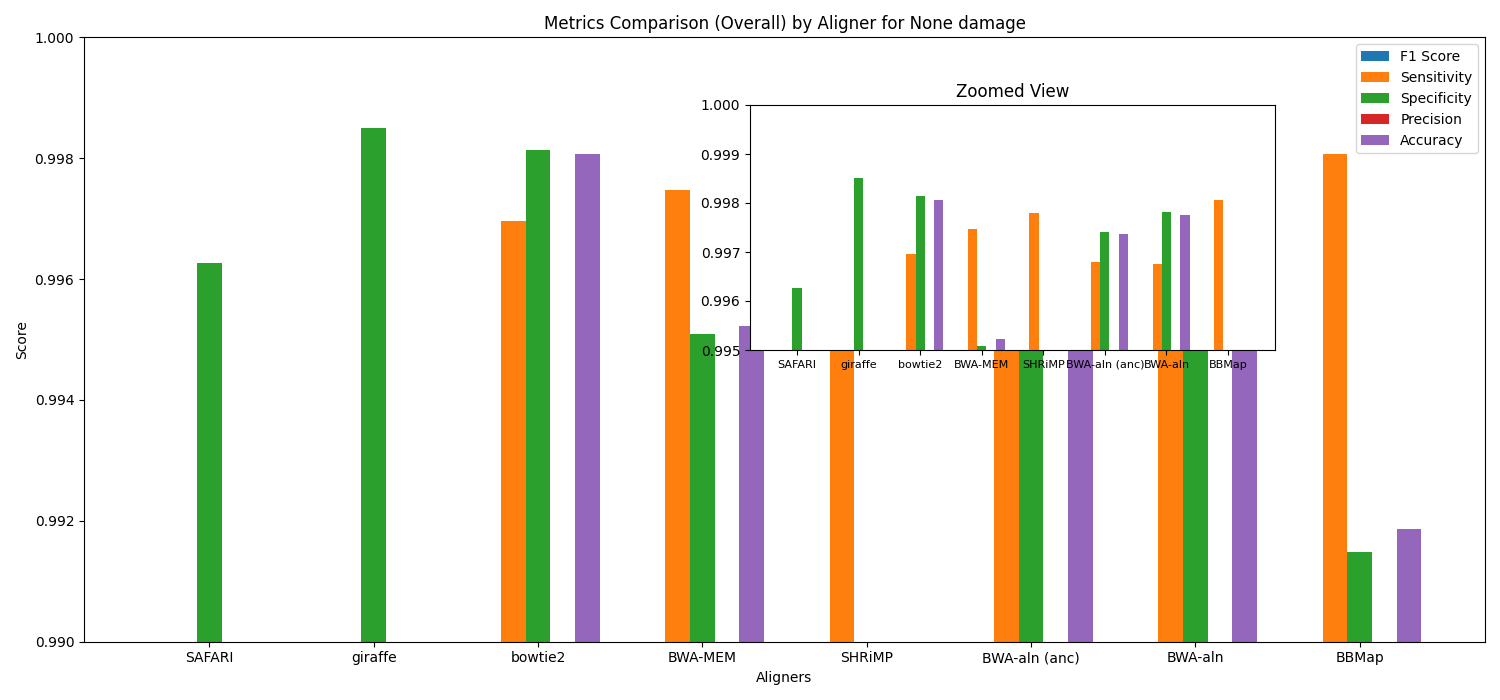 Metrics Comparison (Overall) by Aligner for None damage
1.000
0.998
0.996
0.994
0.992
0.990
Score
F1 Score
Sensitivity
Specificity
Precision
Accuracy
Zoomed View
1.000
0.999
0.998
0.997
0.996
0.995
SAFARI giraffe bowtie2 BWA-MEM SHRiMP BWA-aln (anc) BWA-aln BBMap
SAFARI giraffe bowtie2 BWA-MEM SHRiMP BWA-aln (anc) BWA-aln BBMap
Aligners